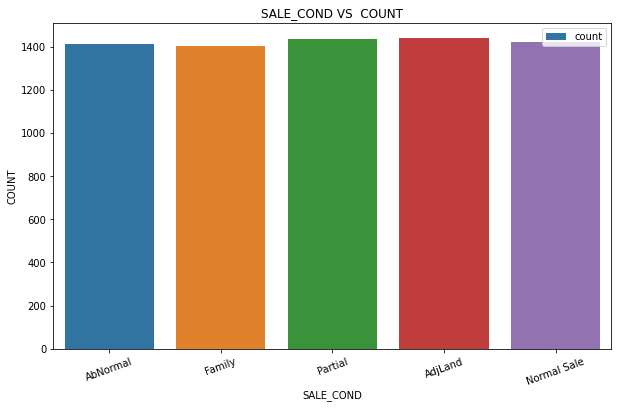 SALE_COND VS  COUNT
count
COUNT
1400
1200
1000
800
600
400
200
0
AbNormal
Family
Partial
AdjLand
Normal Sale
SALE_COND